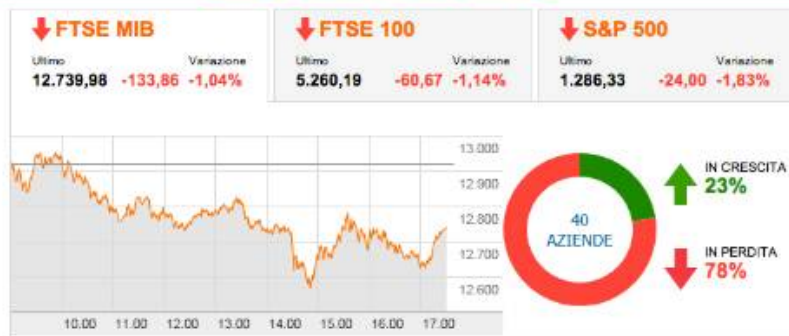 FTSE MIB
Ultimo Variazione
12.739,98 -133,86 -1,04%
FTSE 100
Ultimo Variazione
5.260,19 -60,67 -1,14%
S&P 500
Ultimo Variazione
1.286,33 -24,00 -1,83%
13.000
12.900
12.800
12.700
12.600
10.00 11.00 12.00 13.00 14.00 15.00 16.00 17.00
40
AZIENDE
IN CRESCITA
23%
IN PERDITA
78%